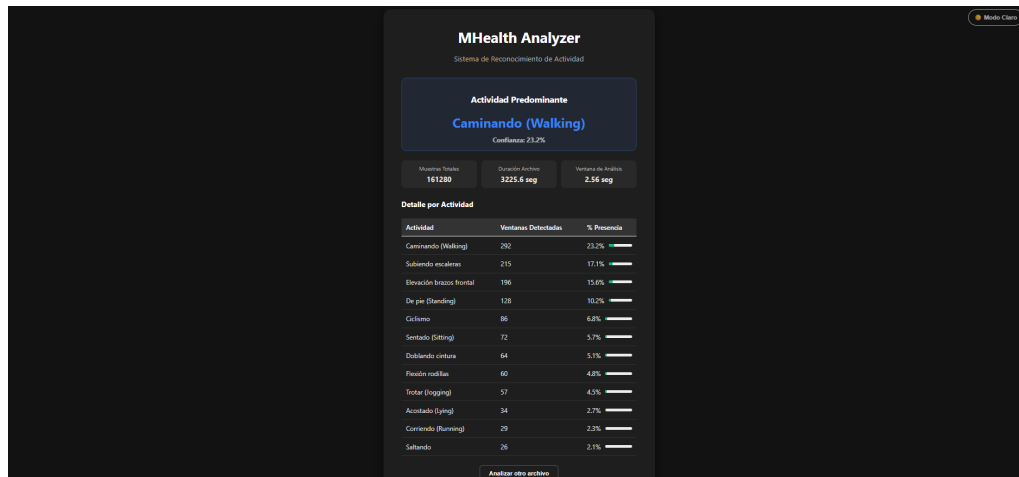 Modo Claro
MHealth Analyzer
Sistema de Reconocimiento de Actividad
Actividad Predominante
Caminando (Walking)
Confianza: 23.2%
Muestras Totales Duración Archivo Ventana de Análisis
161280 3225.6 seg 2.56 seg
Detalle por Actividad
Actividad Ventanas Detectadas % Presencia
Caminando (Walking) 292 23.2%
Subiendo escaleras 215 17.1%
Elevación brazos frontal 196 15.6%
De pie (Standing) 128 10.2%
Ciclismo 86 6.8%
Sentado (Sitting) 72 5.7%
Doblando cintura 64 5.1%
Flexión rodillas 60 4.8%
Trotar (Jogging) 57 4.5%
Acostado (Lying) 34 2.7%
Corriendo (Running) 29 2.3%
Saltando 26 2.1%
Analizar otro archivo